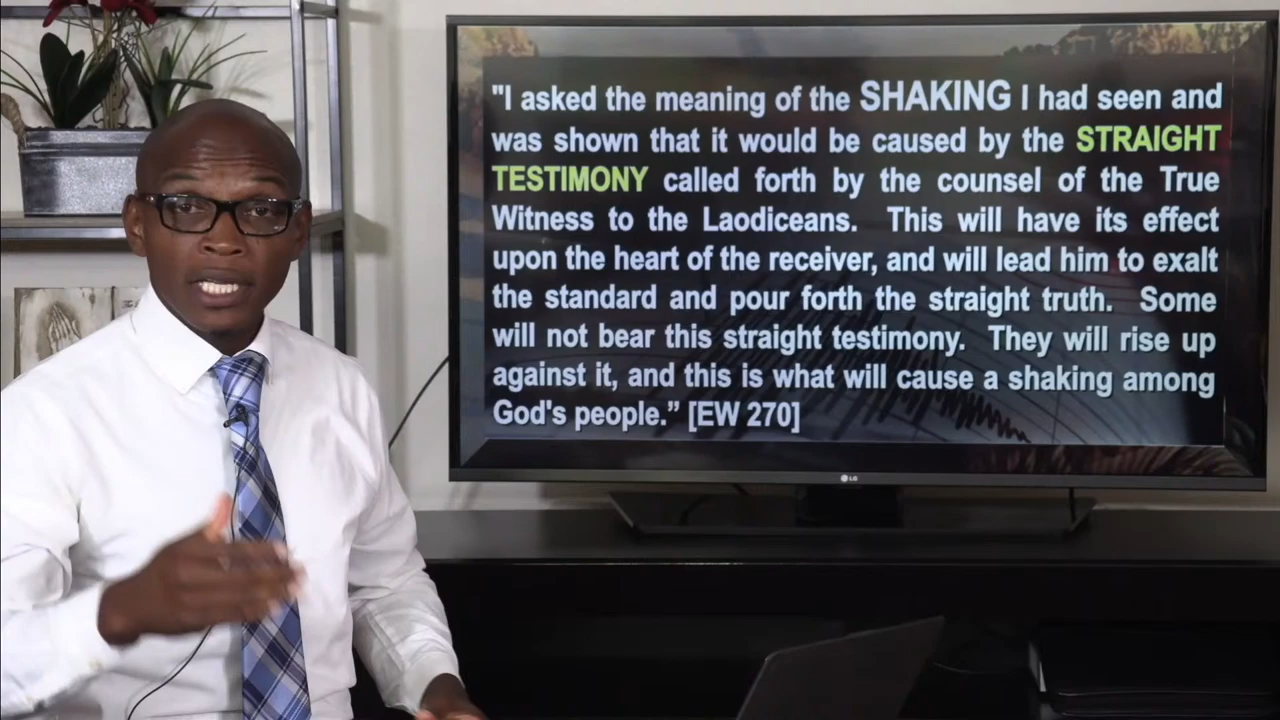 "I asked the meaning of the SHAKING I had seen and
was shown that it would be caused by the STRAIGHT
TESTIMONY called forth by the counsel of the True
Witness to the Laodiceans. This will have its effect
upon the heart of the receiver, and will lead him to exalt
the standard and pour forth the straight truth. Some
will not bear this straight testimony. They will rise up
against it, and this is what will cause a shaking among
God's people.” [EW 270]
LG